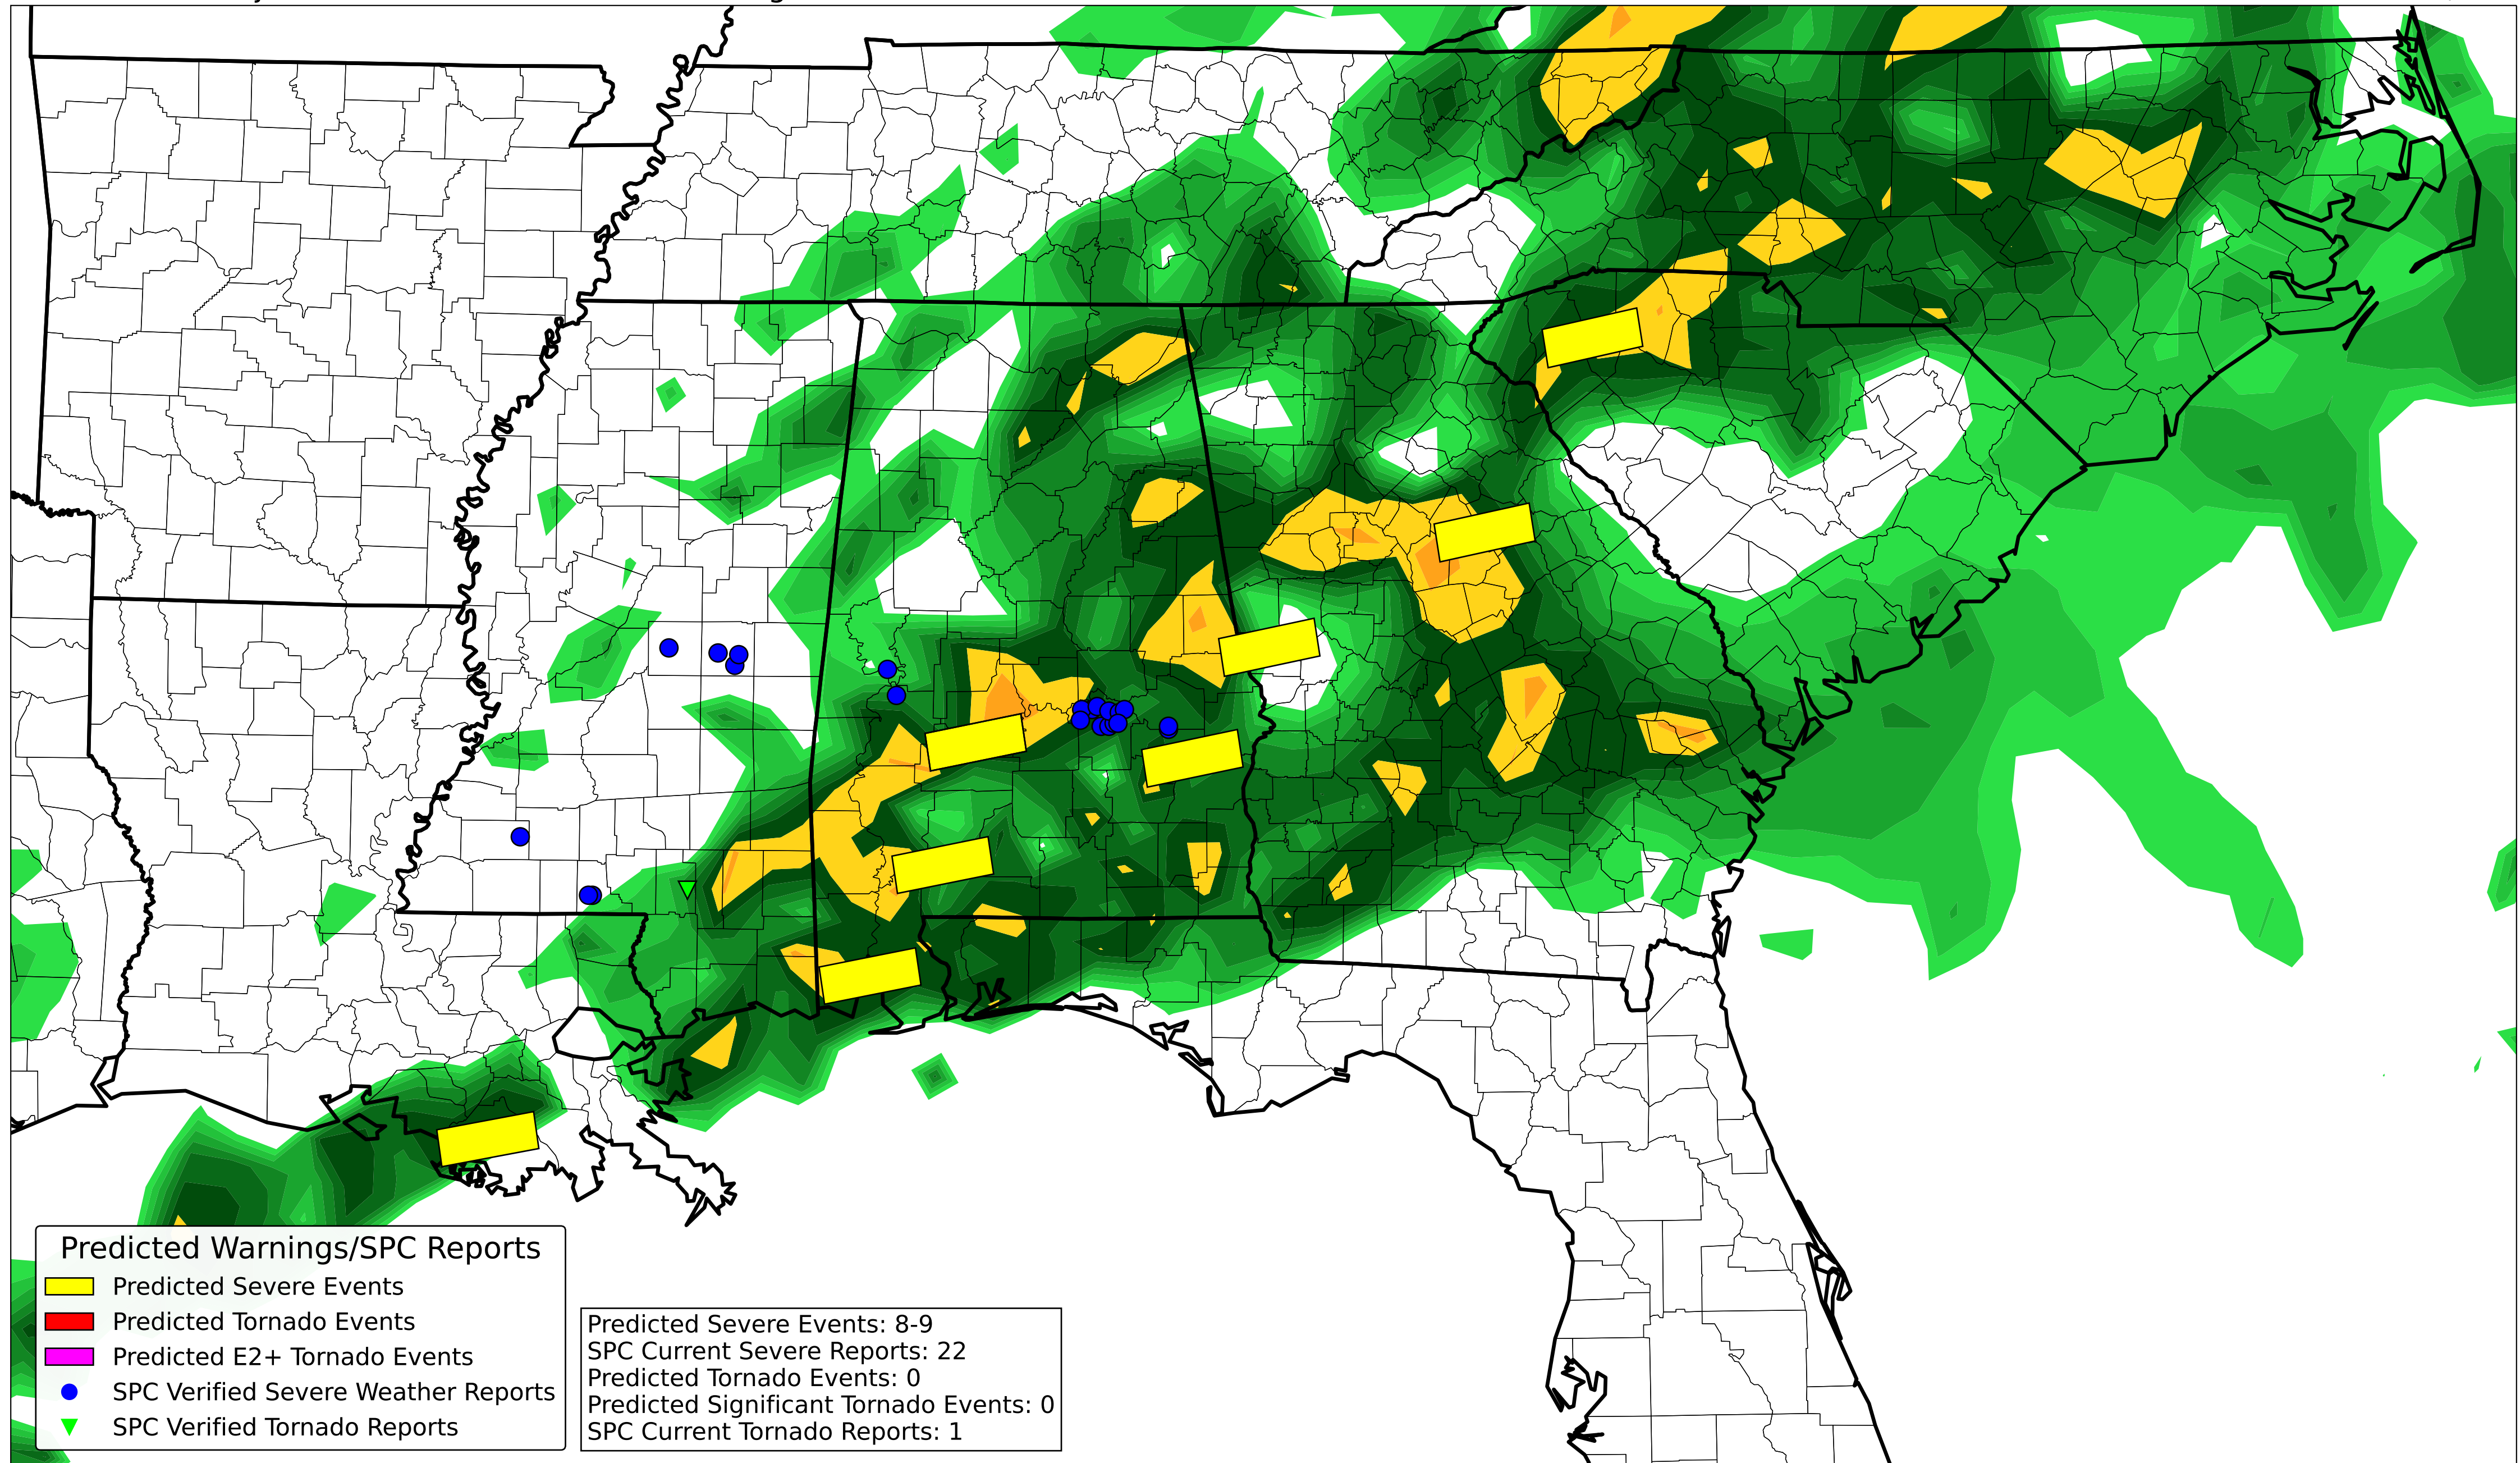 Predicted Warnings/SPC Reports
Predicted Severe Events
Predicted Tornado Events
Predicted E2+ Tornado Events
SPC Verified Severe Weather Reports
SPC Verified Tornado Reports
Predicted Severe Events: 8-9
SPC Current Severe Reports: 22
Predicted Tornado Events: 0
Predicted Significant Tornado Events: 0
SPC Current Tornado Reports: 1